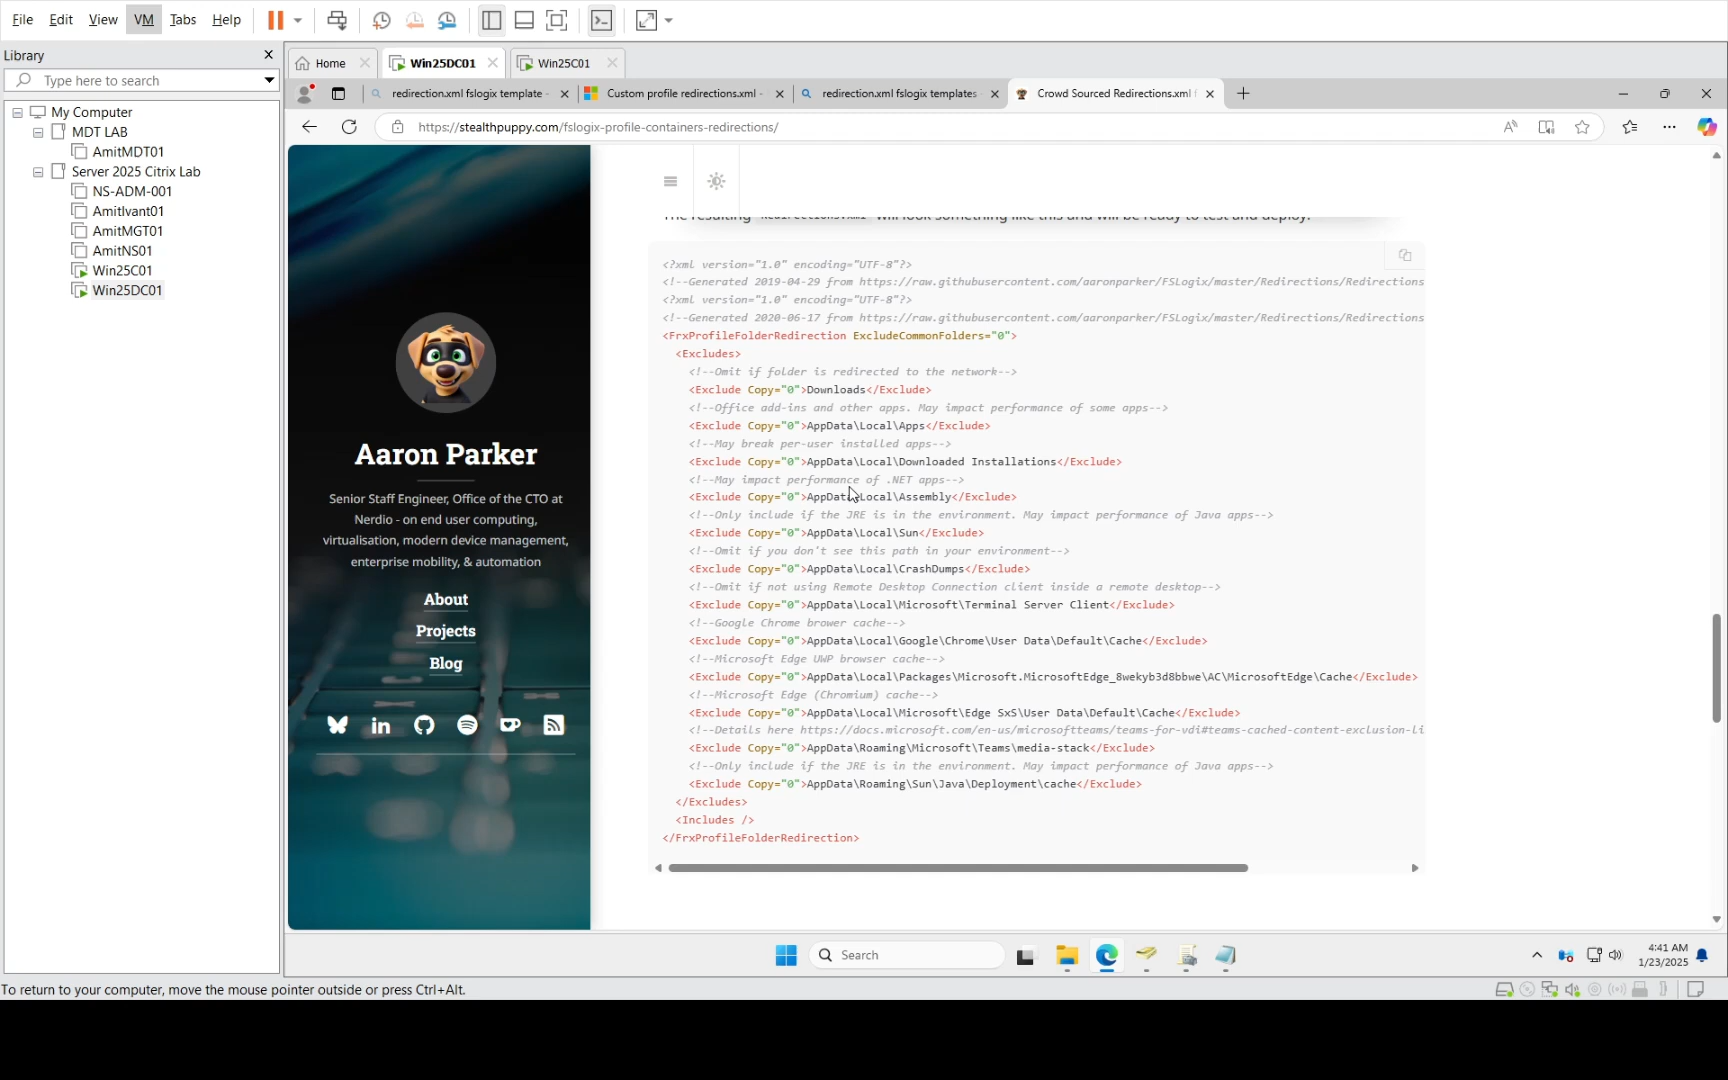 File Edit View VM Tabs Help
Library
Type here to search
My Computer
MDT LAB
AmitMDT01
Server 2025 Citrix Lab
NS-ADM-001
AmitIvant01
AmitMGT01
AmitNS01
Win25C01
Win25DC01
Home Win25DC01 Win25C01
redirection.xml fslogix template - Custom profile redirections.xml - redirection.xml fslogix templates Crowd Sourced Redirections.xml
https://stealthpuppy.com/fslogix-profile-containers-redirections/
Aaron Parker
Senior Staff Engineer, Office of the CTO at
Nerdio - on end user computing,
virtualisation, modern device management,
enterprise mobility, & automation
About
Projects
Blog
The resulting Redirections.xml will look something like this and will be ready to test and deploy:
<?xml version="1.0" encoding="UTF-8"?>
<!--Generated 2019-04-29 from https://raw.githubusercontent.com/aaronparker/FSLogix/master/Redirections/Redirections
<?xml version="1.0" encoding="UTF-8"?>
<!--Generated 2020-06-17 from https://raw.githubusercontent.com/aaronparker/FSLogix/master/Redirections/Redirections
<FrxProfileFolderRedirection ExcludeCommonFolders="0">
<Excludes>
<!--Omit if folder is redirected to the network-->
<Exclude Copy="0">Downloads</Exclude>
<!--Office add-ins and other apps. May impact performance of some apps-->
<Exclude Copy="0">AppData\Local\Apps</Exclude>
<!--May break per-user installed apps-->
<Exclude Copy="0">AppData\Local\Downloaded Installations</Exclude>
<!--May impact performance of .NET apps-->
<Exclude Copy="0">AppData\Local\Assembly</Exclude>
<!--Only include if the JRE is in the environment. May impact performance of Java apps-->
<Exclude Copy="0">AppData\Local\Sun</Exclude>
<!--Omit if you don't see this path in your environment-->
<Exclude Copy="0">AppData\Local\CrashDumps</Exclude>
<!--Omit if not using Remote Desktop Connection client inside a remote desktop-->
<Exclude Copy="0">AppData\Local\Microsoft\Terminal Server Client</Exclude>
<!--Google Chrome brower cache-->
<Exclude Copy="0">AppData\Local\Google\Chrome\User Data\Default\Cache</Exclude>
<!--Microsoft Edge UWP browser cache-->
<Exclude Copy="0">AppData\Local\Packages\Microsoft.MicrosoftEdge_8wekyb3d8bbwe\AC\MicrosoftEdge\Cache</Exclude>
<!--Microsoft Edge (Chromium) cache-->
<Exclude Copy="0">AppData\Local\Microsoft\Edge SxS\User Data\Default\Cache</Exclude>
<!--Details here https://docs.microsoft.com/en-us/microsoftteams/teams-for-vdi#teams-cached-content-exclusion-li
<Exclude Copy="0">AppData\Roaming\Microsoft\Teams\media-stack</Exclude>
<!--Only include if the JRE is in the environment. May impact performance of Java apps-->
<Exclude Copy="0">AppData\Roaming\Sun\Java\Deployment\cache</Exclude>
</Excludes>
<Includes />
</FrxProfileFolderRedirection>
Search
4:41 AM
1/23/2025
To return to your computer, move the mouse pointer outside or press Ctrl+Alt.